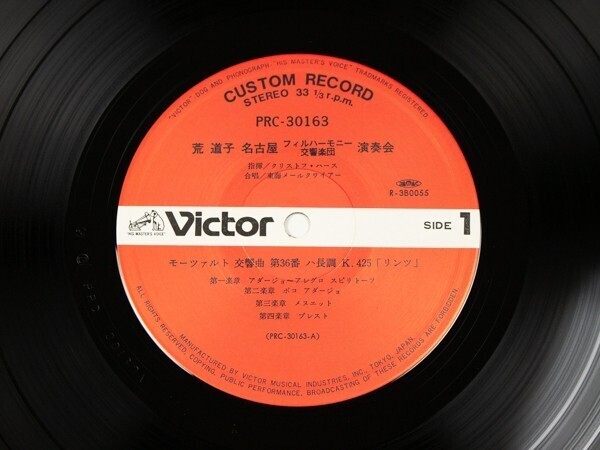 "VICTOR" DOG AND PHONOGRAPH "HIS MASTER'S VOICE" TRADEMARKS REGISTERED
CUSTOM RECORD
STEREO 33 1/3 r.p.m.
PRC-30163
荒 道子 名古屋 フィルハーモニー交響楽団 演奏会
指揮/クリストフ・ハース
合唱/東海メールクワイアー
JASRAC
R-380055
"HIS MASTER'S VOICE"
Victor
SIDE 1
モーツァルト 交響曲 第36番 ハ長調 K.425「リンツ」
第一楽章 アダージョーアレグロ スピリトーソ
第二楽章 ポコ アダージョ
第三楽章 メヌエット
第四楽章 プレスト
(PRC-30163-A)
ALL RIGHTS RESERVED. COPYING, PUBLIC PERFORMANCE, BROADCASTING OF THESE RECORDS ARE FORBIDDEN.
MANUFACTURED BY VICTOR MUSICAL INDUSTRIES, INC., TOKYO, JAPAN.